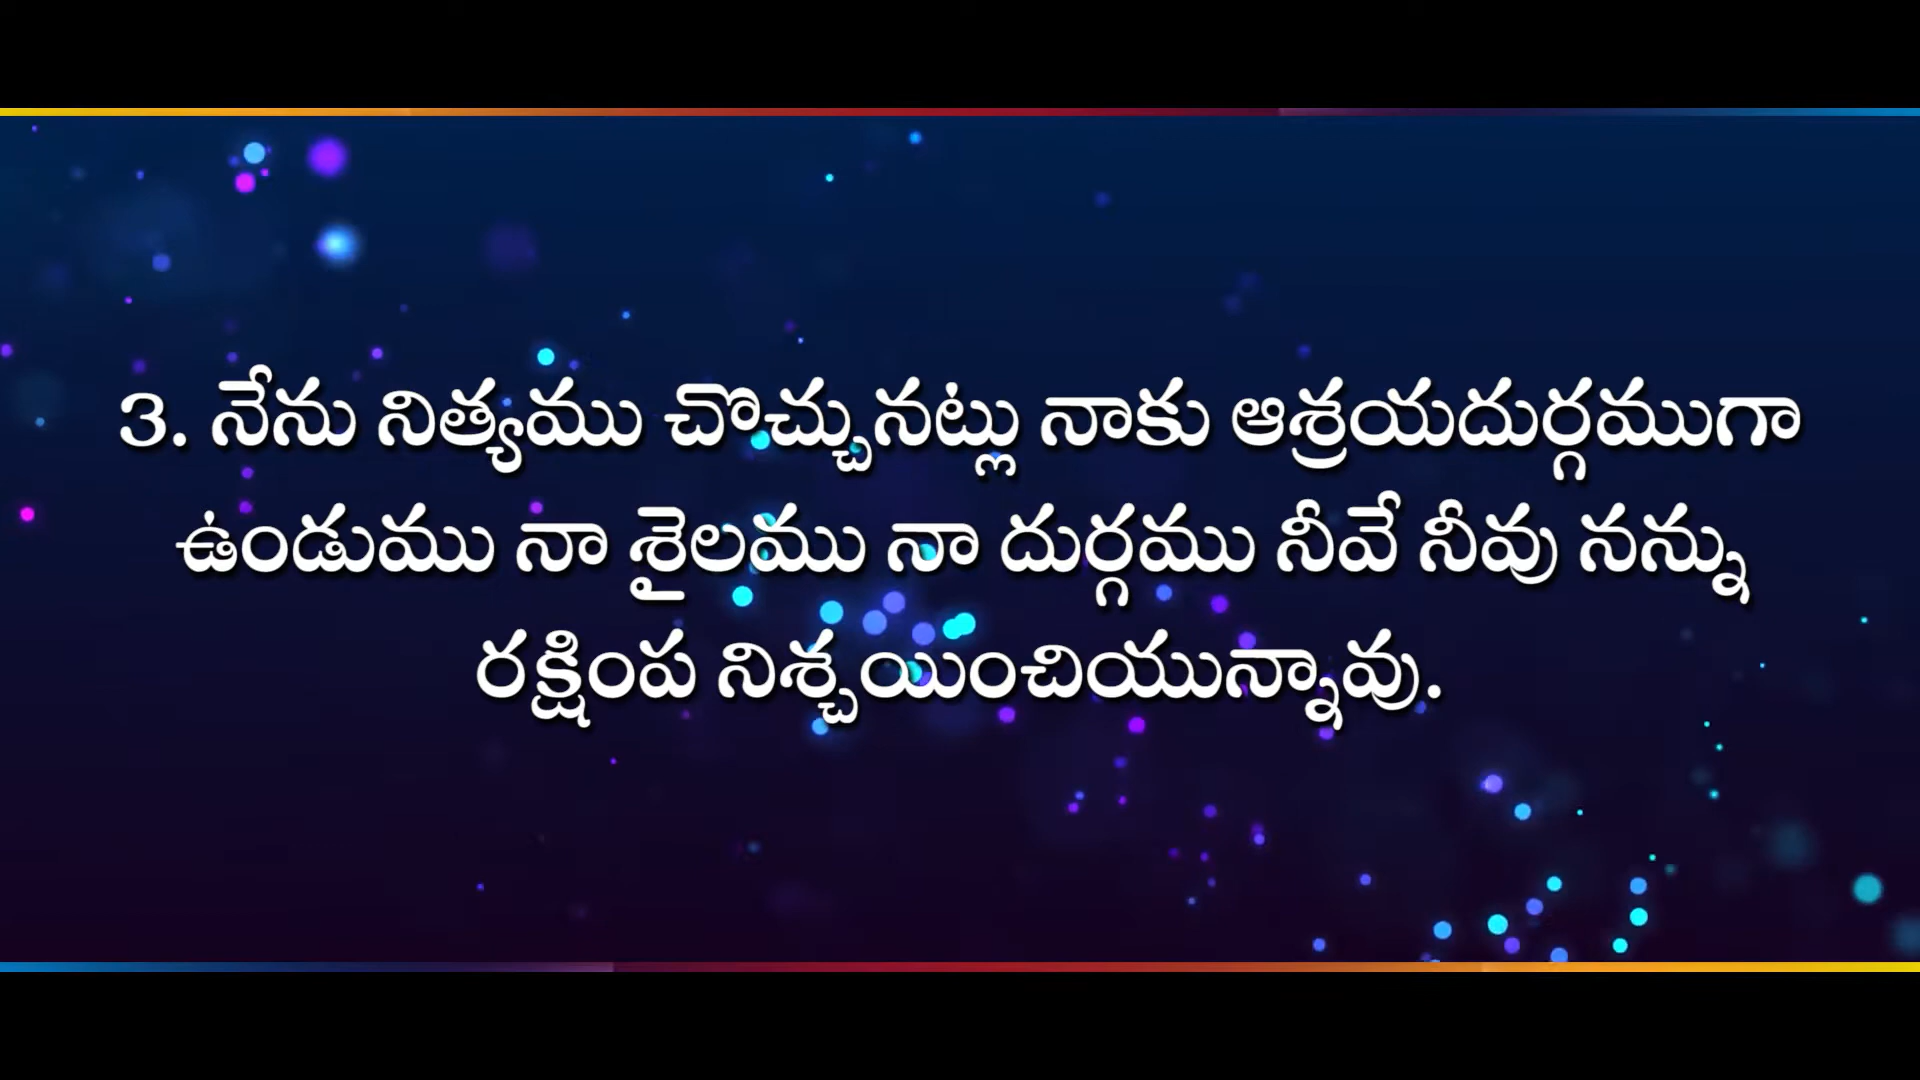 3. నేను నిత్యము చొచ్చునట్లు నాకు ఆశ్రయదుర్గముగా
ఉండుము నా శైలము నా దుర్గము నీవే నీవు నన్ను
రక్షింప నిశ్చయించియున్నావు.